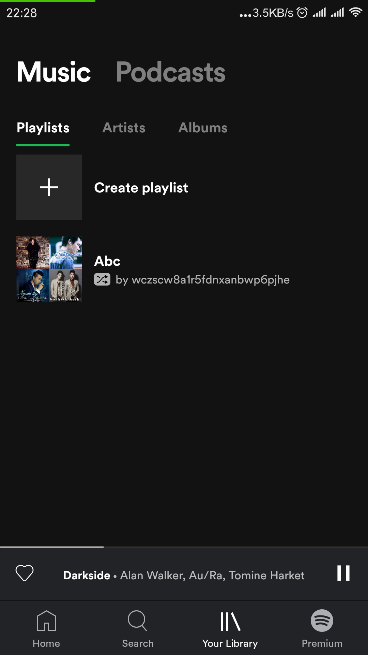 22:28 ...3.5KB/s
Music Podcasts
Playlists Artists Albums
Create playlist
Abc
by wczscw8a1r5fdnxanbwp6pjhe
Darkside • Alan Walker, Au/Ra, Tomine Harket
Home Search Your Library Premium